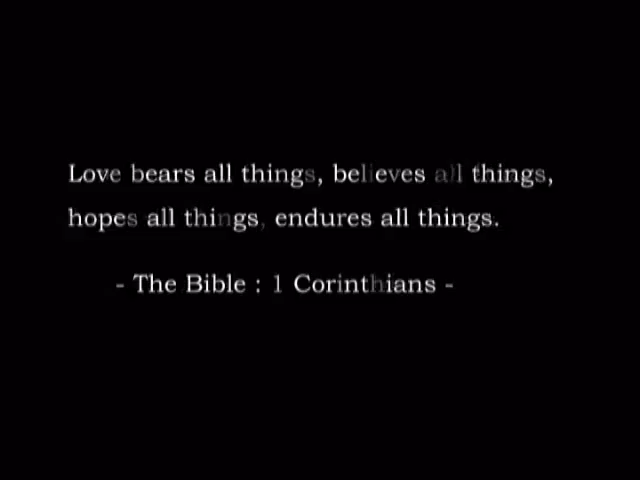 Love bears all things, believes all things,
hopes all things, endures all things.
- The Bible : 1 Corinthians -